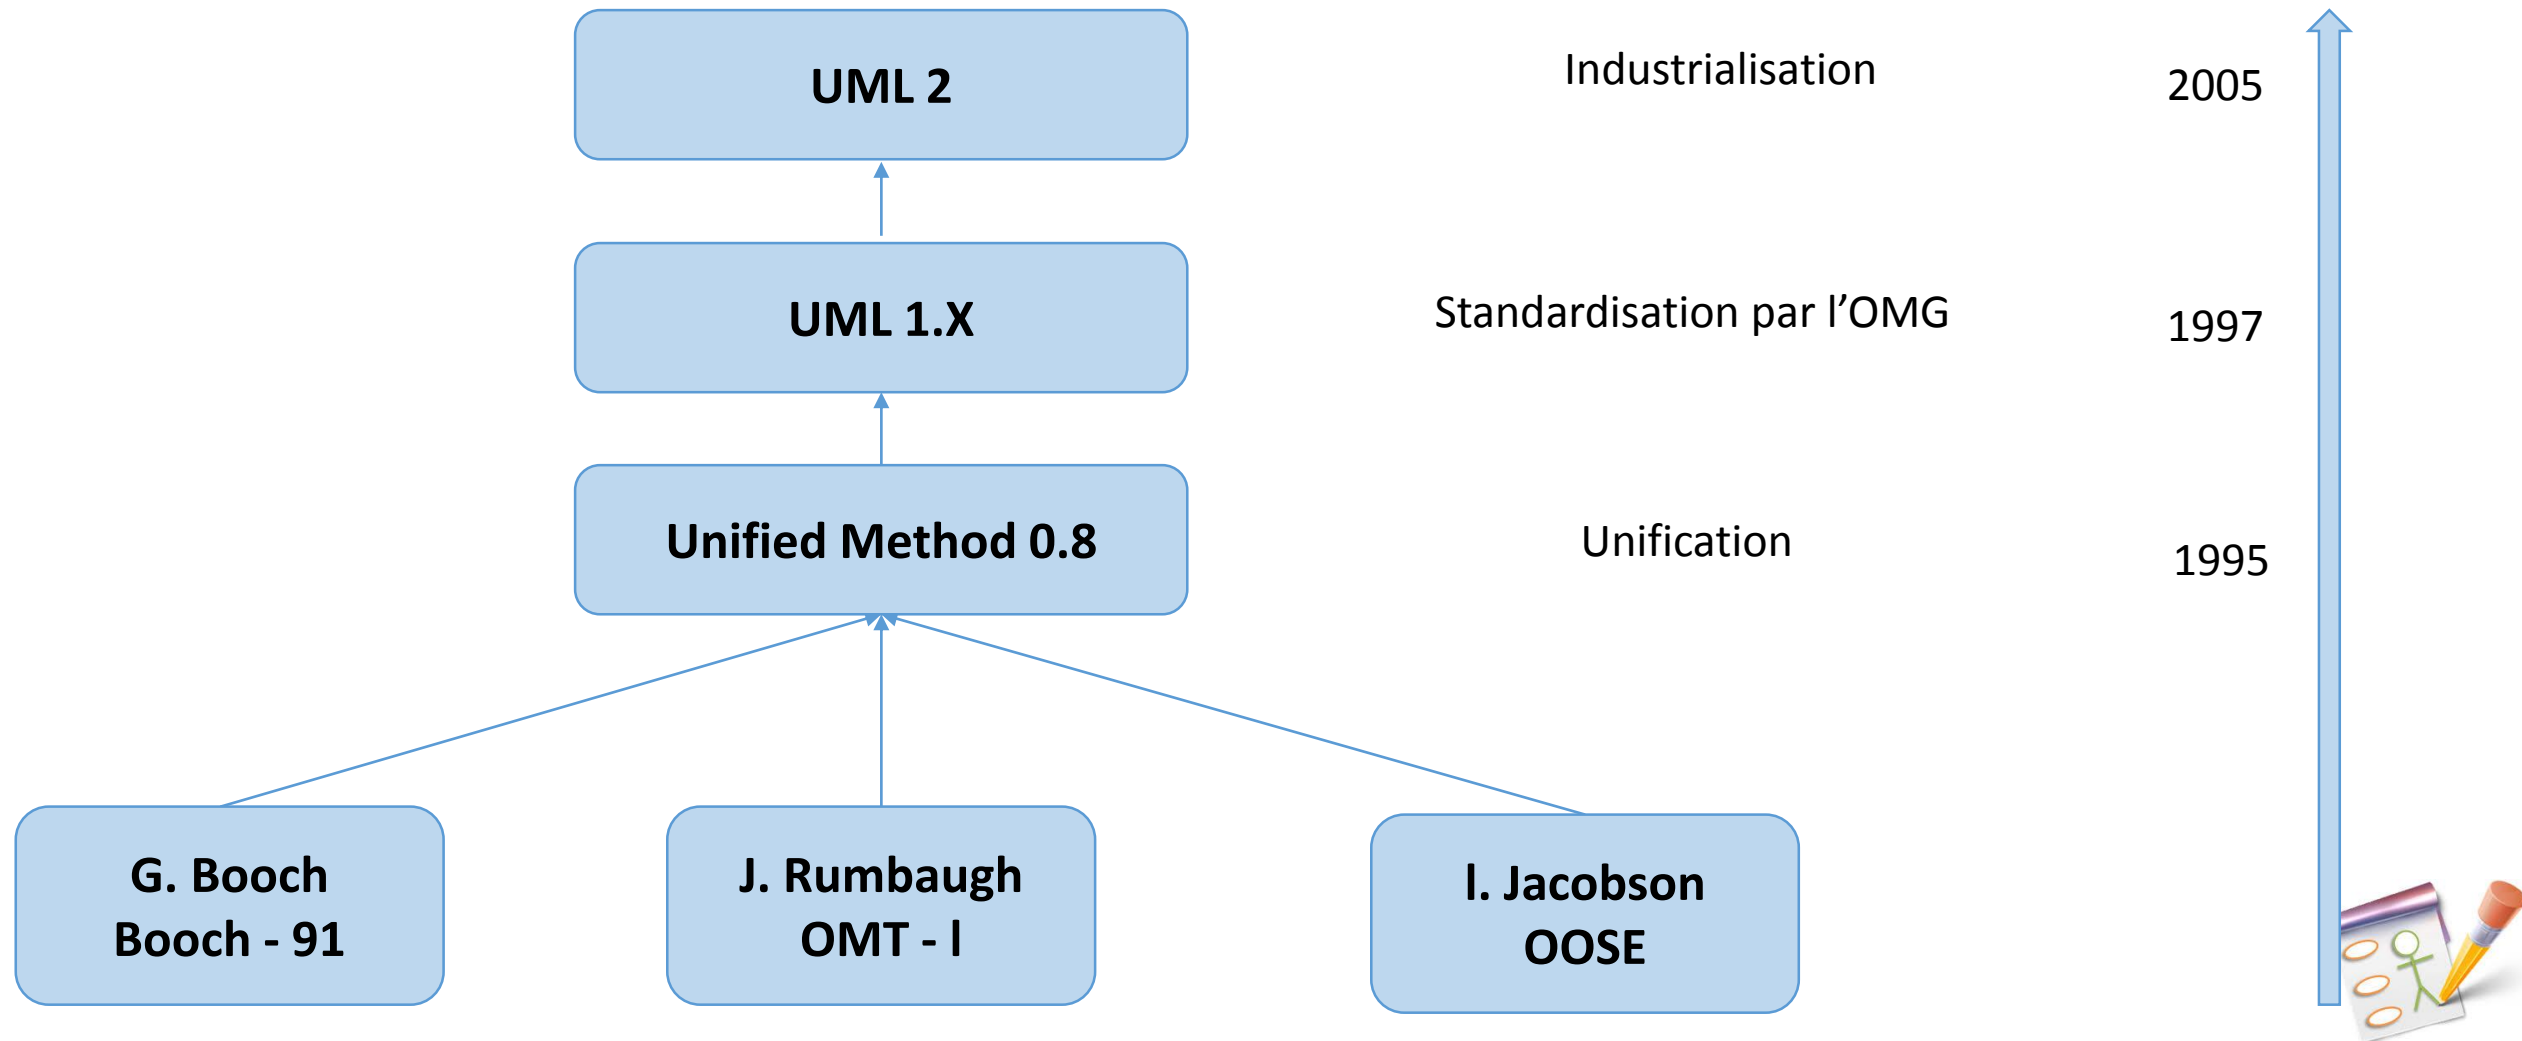 UML 2
Industrialisation
2005
UML 1.X
Standardisation par l’OMG
1997
Unified Method 0.8
Unification
1995
G. Booch
Booch - 91
J. Rumbaugh
OMT - l
l. Jacobson
OOSE